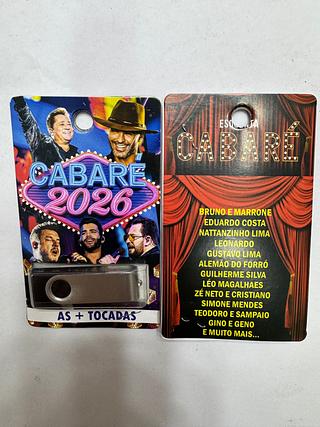 CABARÉ
2026
AS + TOCADAS
ESQUENTA
CABARÉ
BRUNO E MARRONE
EDUARDO COSTA
NATTANZINHO LIMA
LEONARDO
GUSTAVO LIMA
ALEMÃO DO FORRÓ
GUILHERME SILVA
LÉO MAGALHAES
ZÉ NETO E CRISTIANO
SIMONE MENDES
TEODORO E SAMPAIO
GINO E GENO
E MUITO MAIS...